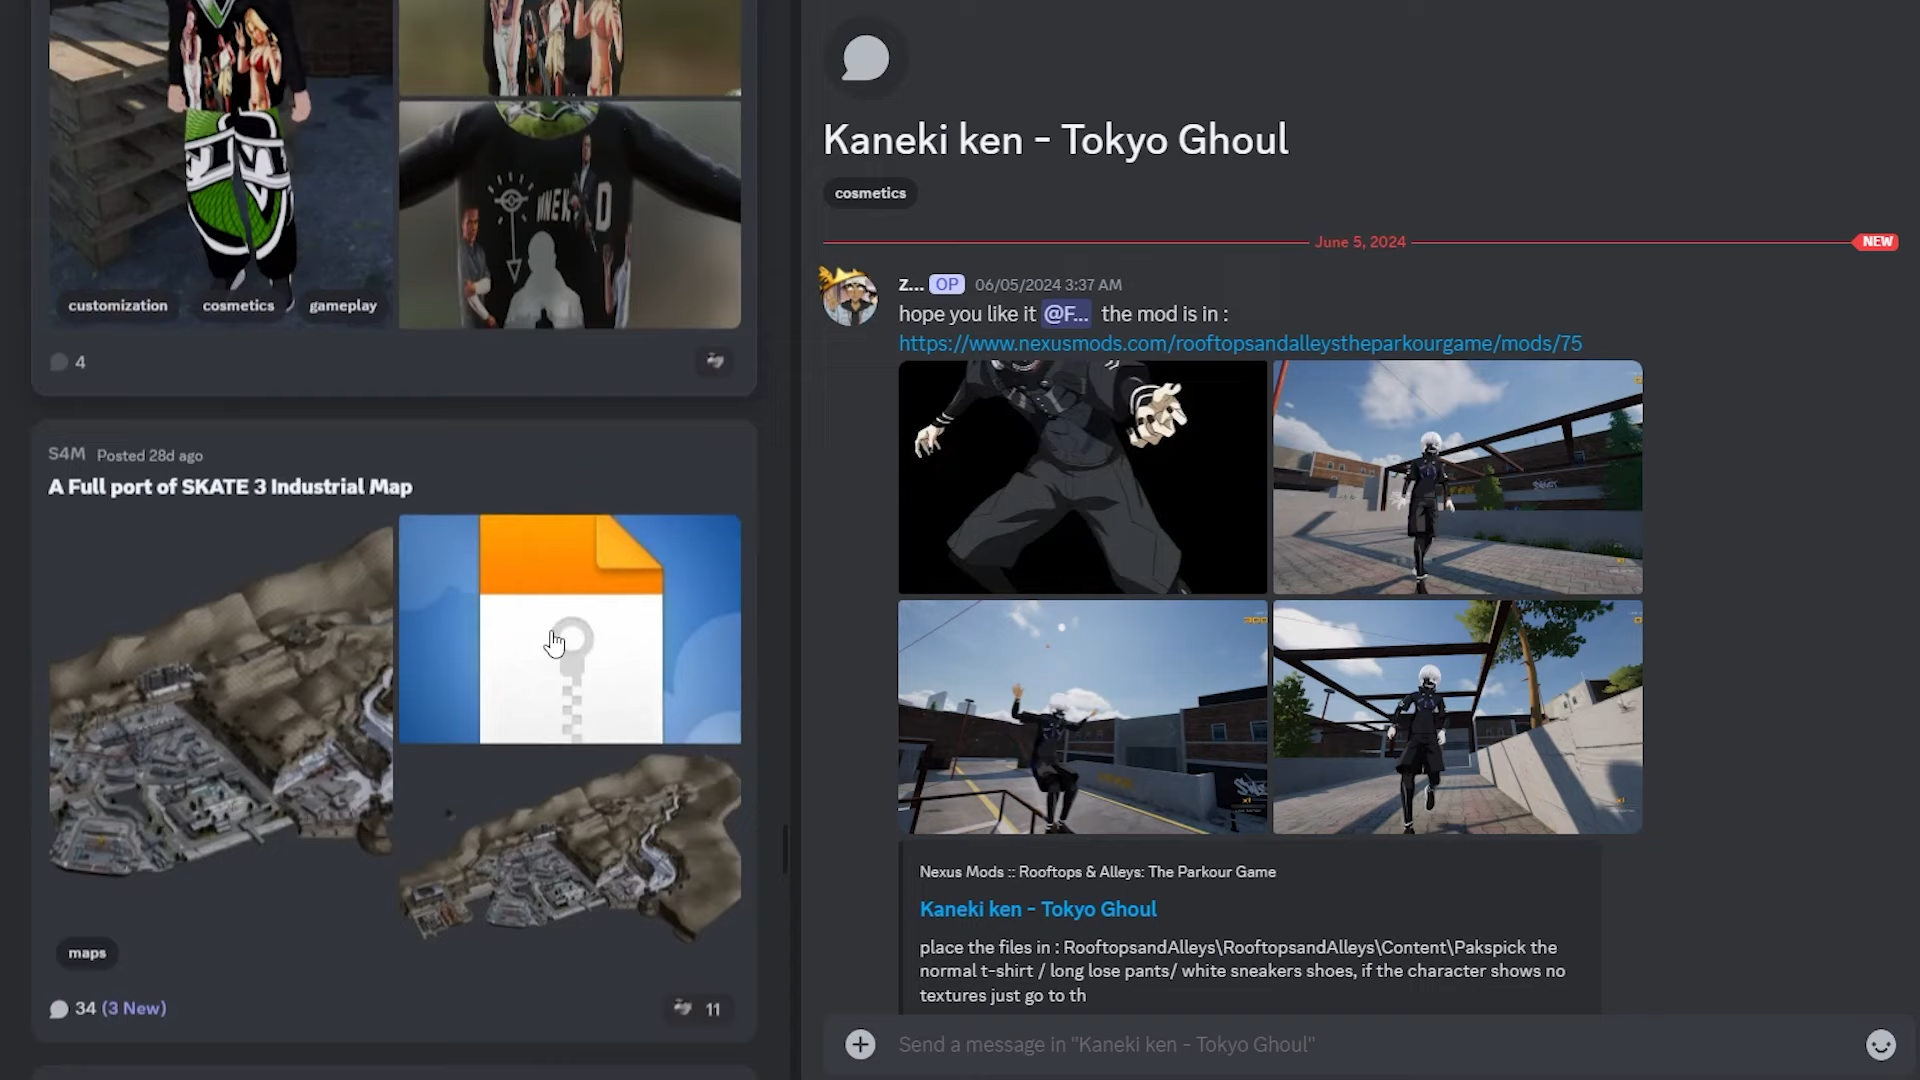 customization
cosmetics
gameplay
4
S4M Posted 28d ago
A Full port of SKATE 3 Industrial Map
maps
34 (3 New)
11
Kaneki ken - Tokyo Ghoul
cosmetics
June 5, 2024
NEW
Z... OP 06/05/2024 3:37 AM
hope you like it @F... the mod is in :
https://www.nexusmods.com/rooftopsandalleystheparkourgame/mods/75
Nexus Mods :: Rooftops & Alleys: The Parkour Game
Kaneki ken - Tokyo Ghoul
place the files in : RooftopsandAlleys\RooftopsandAlleys\Content\Pakspick the
normal t-shirt / long lose pants/ white sneakers shoes, if the character shows no
textures just go to th
Send a message in "Kaneki ken - Tokyo Ghoul"